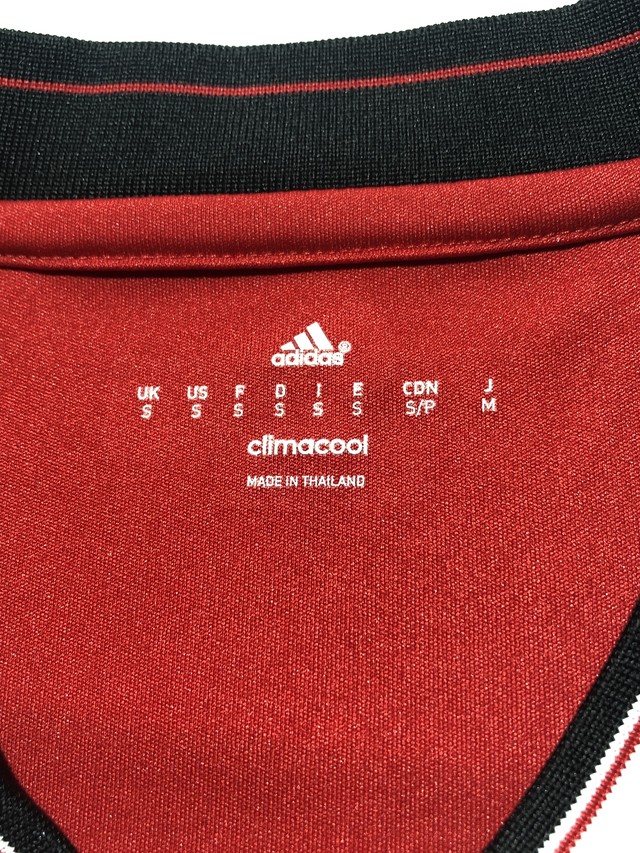 adidas®
UK US F D I E CDN J
S S S S S S S/P M
climacool
MADE IN THAILAND